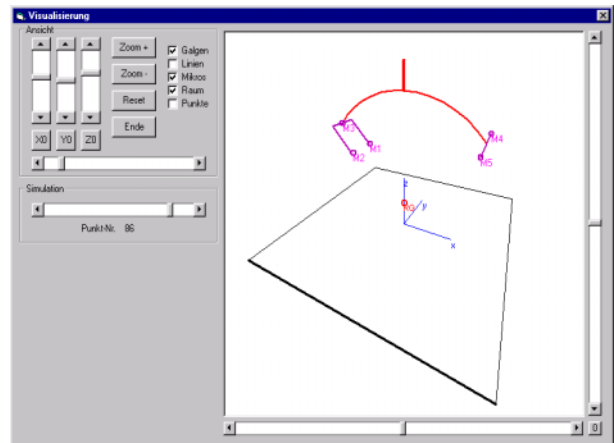 Visualisierung
Ansicht
Zoom +
Zoom -
Reset
Ende
Galgen
Linien
Mikros
Raum
Punkte
X0 Y0 Z0
Simulation
Punkt-Nr. 86
M3
M1
M2
M4
M5
z
y
RG
x
0